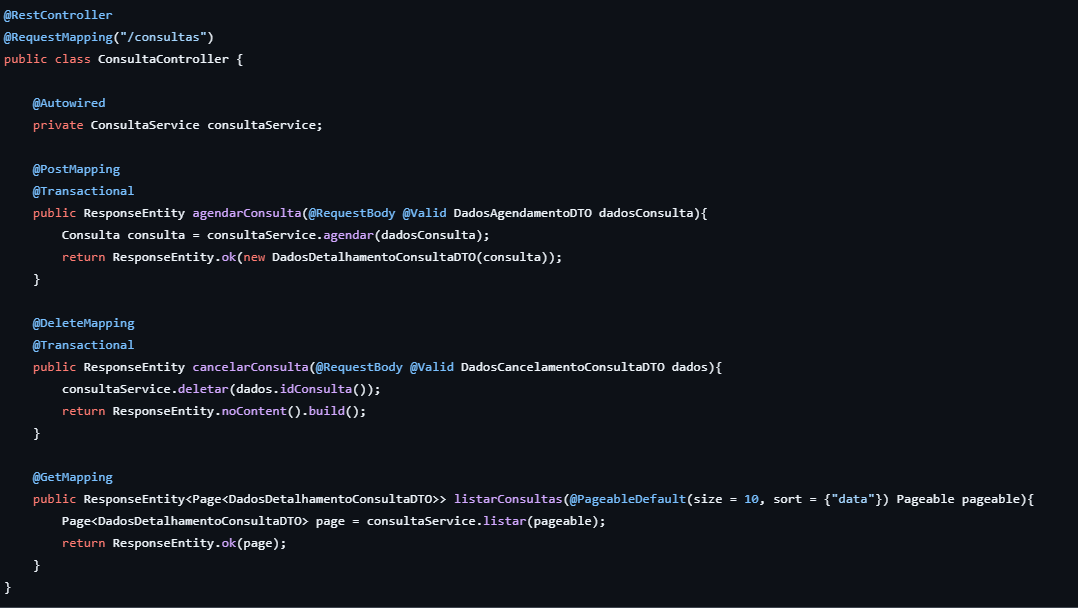 @RestController
@RequestMapping("/consultas")
public class ConsultaController {
@Autowired
private ConsultaService consultaService;
@PostMapping
@Transactional
public ResponseEntity agendarConsulta(@RequestBody @Valid DadosAgendamentoDTO dadosConsulta){
Consulta consulta = consultaService.agendar(dadosConsulta);
return ResponseEntity.ok(new DadosDetalhamentoConsultaDTO(consulta));
}
@DeleteMapping
@Transactional
public ResponseEntity cancelarConsulta(@RequestBody @Valid DadosCancelamentoConsultaDTO dados){
consultaService.deletar(dados.idConsulta());
return ResponseEntity.noContent().build();
}
@GetMapping
public ResponseEntity<Page<DadosDetalhamentoConsultaDTO>> listarConsultas(@PageableDefault(size = 10, sort = {"data"}) Pageable pageable){
Page<DadosDetalhamentoConsultaDTO> page = consultaService.listar(pageable);
return ResponseEntity.ok(page);
}
}